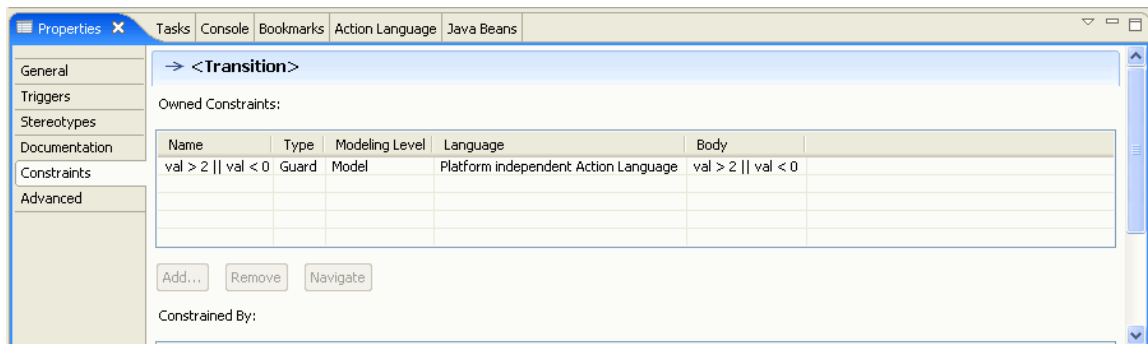 Properties Tasks Console Bookmarks Action Language Java Beans
General
Triggers
Stereotypes
Documentation
Constraints
Advanced
<Transition>
Owned Constraints:
Name Type Modeling Level Language Body
val > 2 || val < 0 Guard Model Platform independent Action Language val > 2 || val < 0
Add... Remove Navigate
Constrained By: